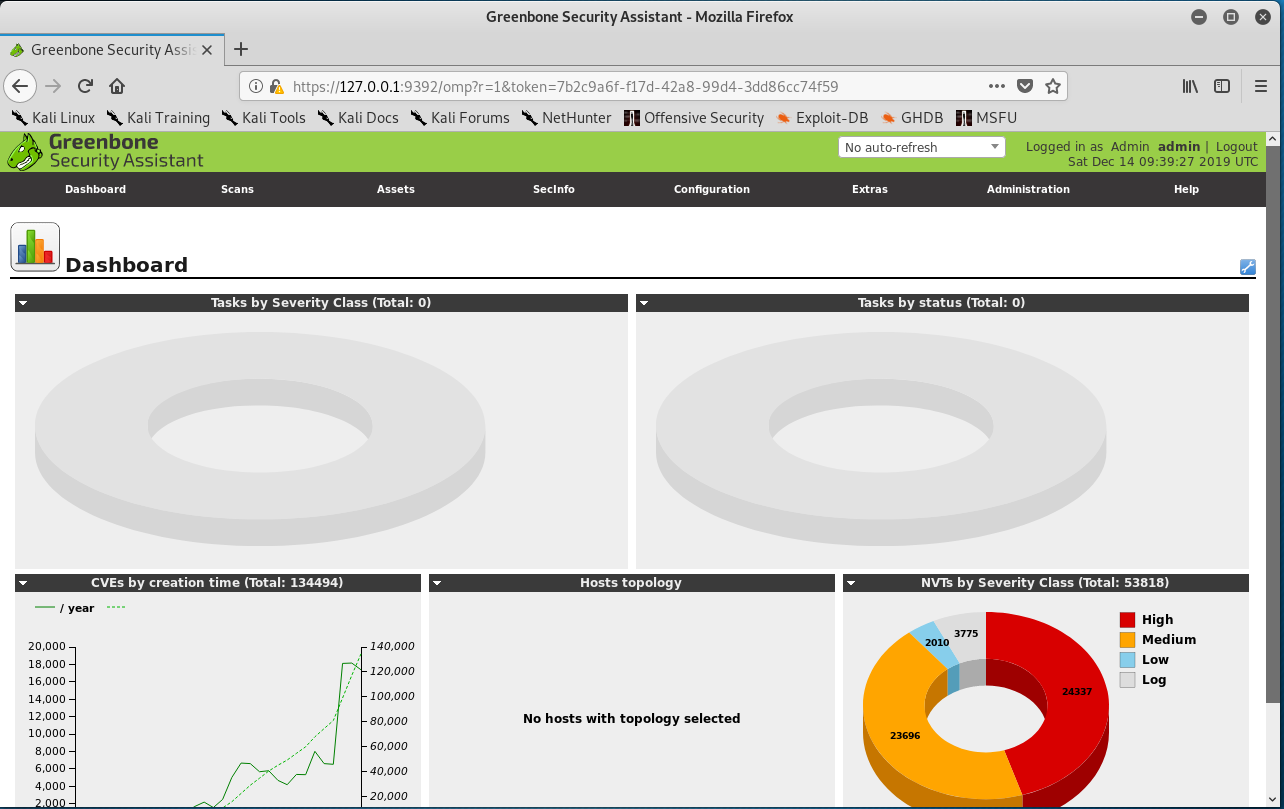 Greenbone Security Assistant - Mozilla Firefox
Greenbone Security Assis
https://127.0.0.1:9392/omp?r=1&token=7b2c9a6f-f17d-42a8-99d4-3dd86cc74f59
Kali Linux Kali Training Kali Tools Kali Docs Kali Forums NetHunter Offensive Security Exploit-DB GHDB MSFU
Greenbone
Security Assistant
No auto-refresh
Logged in as Admin admin | Logout
Sat Dec 14 09:39:27 2019 UTC
Dashboard Scans Assets SecInfo Configuration Extras Administration Help
Dashboard
Tasks by Severity Class (Total: 0)
Tasks by status (Total: 0)
CVEs by creation time (Total: 134494)
/ year
20,000
18,000
16,000
14,000
12,000
10,000
8,000
6,000
4,000
2,000
140,000
120,000
100,000
80,000
60,000
40,000
20,000
Hosts topology
No hosts with topology selected
NVTs by Severity Class (Total: 53818)
2010
3775
24337
23696
High
Medium
Low
Log